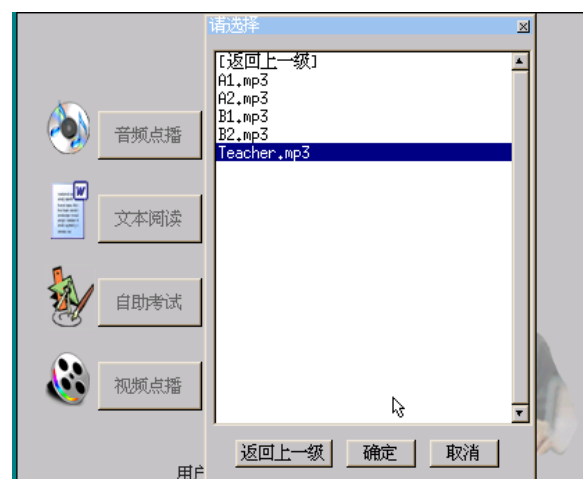 请选择
[返回上一级]
A1.mp3
A2.mp3
B1.mp3
B2.mp3
Teacher.mp3
音频点播
文本阅读
自助考试
视频点播
返回上一级
确定
取消
用户